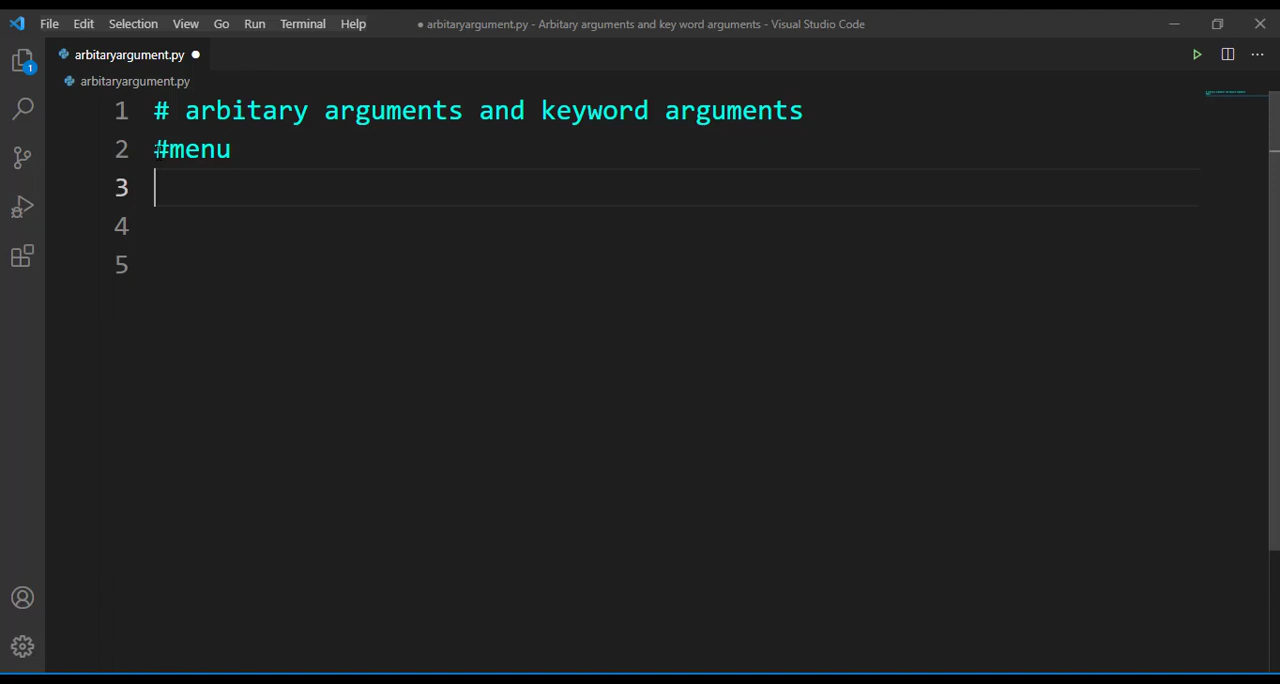 File Edit Selection View Go Run Terminal Help ● arbitaryargument.py - Arbitary arguments and key word arguments - Visual Studio Code
arbitaryargument.py ●
arbitaryargument.py
1 # arbitary arguments and keyword arguments
2 #menu
3
4
5
1